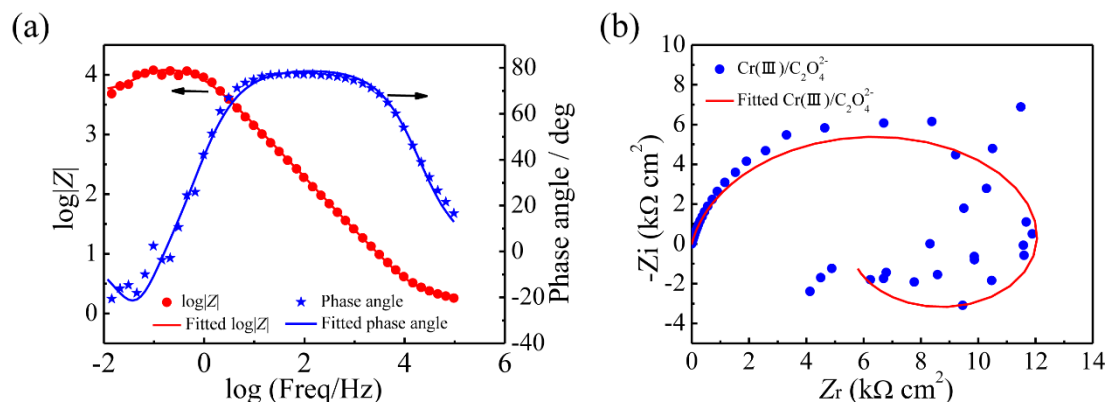 (a)
log|Z|
4
3
2
1
0
-2
0
2
4
6
log (Freq/Hz)
80
60
40
20
0
-20
-40
Phase angle / deg
log|Z|
Phase angle
Fitted log|Z|
Fitted phase angle
(b)
-Zi (kΩ cm²)
10
8
6
4
2
0
-2
-4
0
2
4
6
8
10
12
14
Zr (kΩ cm²)
Cr(Ⅲ)/C₂O₄²⁻
Fitted Cr(Ⅲ)/C₂O₄²⁻